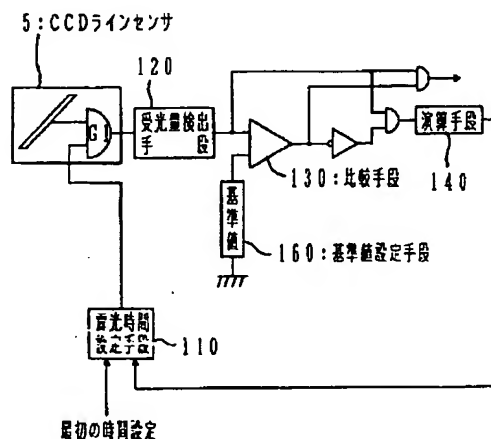 5:CCDラインセンサ
120
G1
受光量検出
手 段
演算手段
140
130:比較手段
基準値
160:基準値設定手段
露光時間
設定手段
110
最初の時間設定